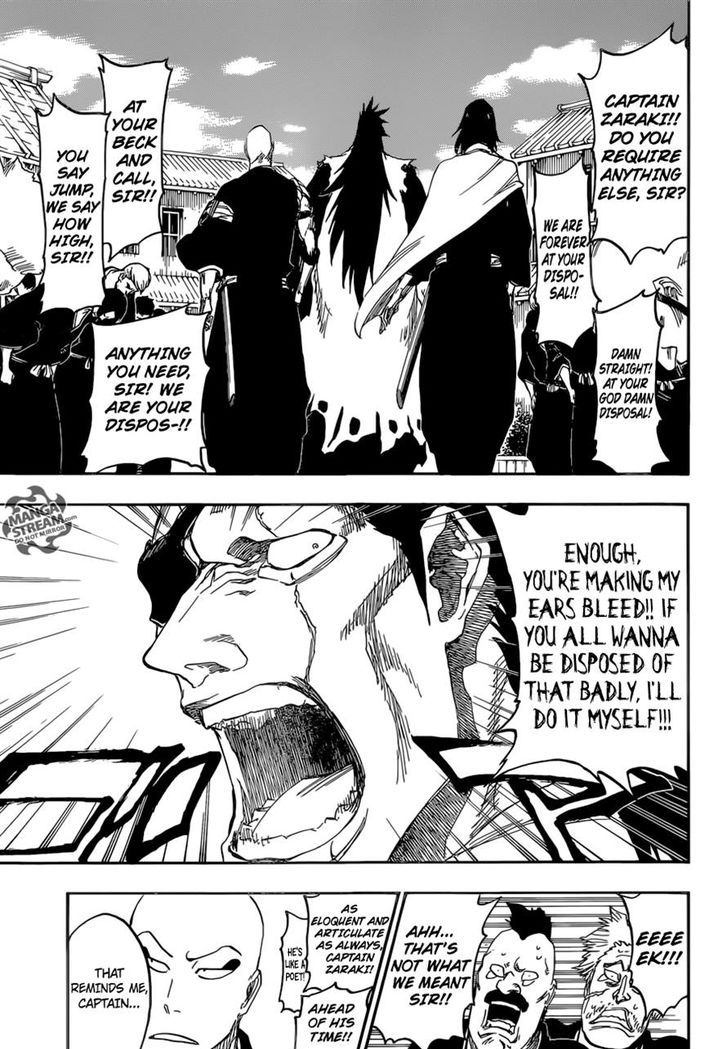 CAPTAIN
ZARAKI!!
DO YOU
REQUIRE
ANYTHING
ELSE, SIR?
WE ARE
FOREVER
AT YOUR
DISPO-
SAL!!
DAMN
STRAIGHT!
AT YOUR
GOD DAMN
DISPOSAL!
AT
YOUR
BECK
AND
CALL,
SIR!!
YOU
SAY
JUMP,
WE SAY
HOW
HIGH,
SIR!!
ANYTHING
YOU NEED,
SIR! WE
ARE YOUR
DISPOS-!!
MANGA
STREAM.com
DO NOT MIRROR
ENOUGH,
YOU'RE MAKING MY
EARS BLEED!! IF
YOU ALL WANNA
BE DISPOSED OF
THAT BADLY, I'LL
DO IT MYSELF!!!
EEEE
EK!!!
AHH...
THAT'S
NOT WHAT
WE MEANT
SIR!!
AS
ELOQUENT AND
ARTICULATE
AS ALWAYS,
CAPTAIN
ZARAKI!
HE'S
LIKE A
POET!
AHEAD OF
HIS TIME!!
THAT
REMINDS ME,
CAPTAIN...